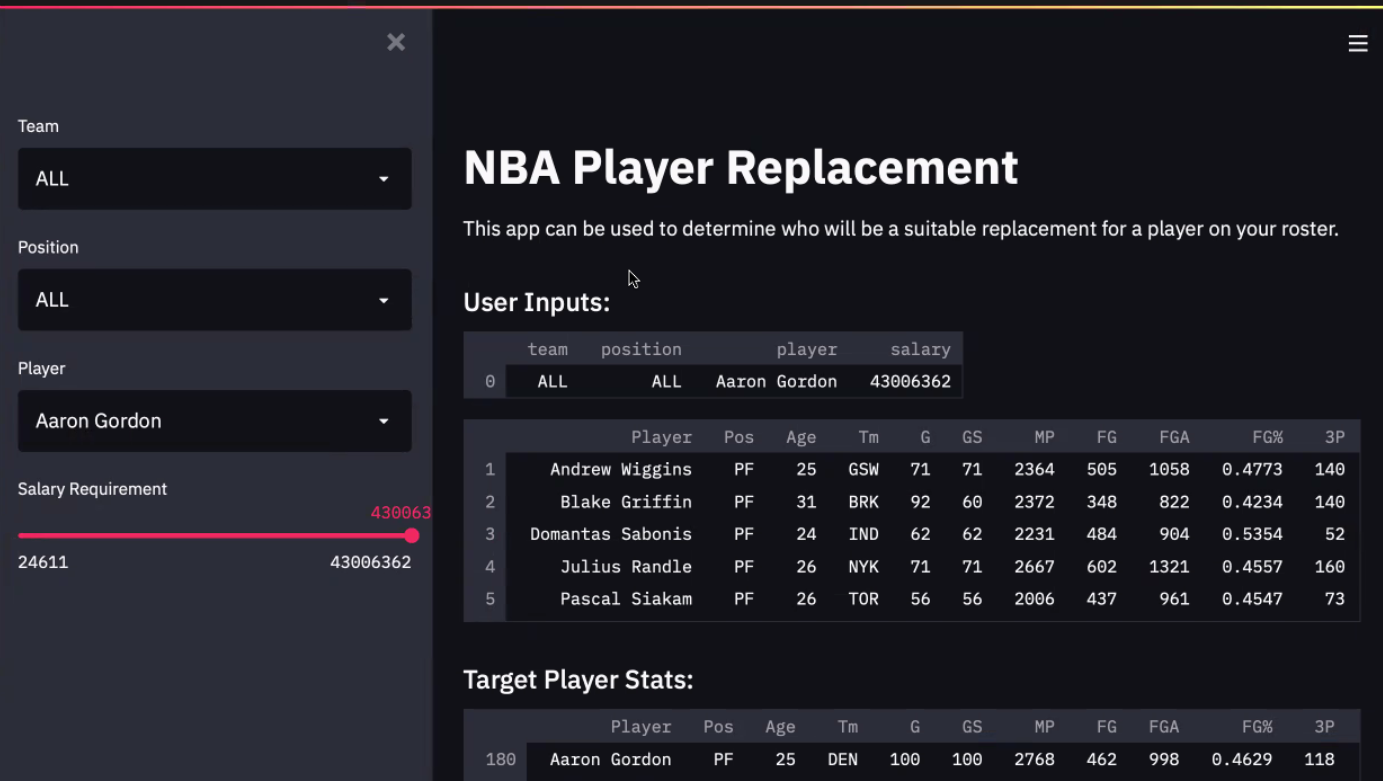 Team
ALL
Position
ALL
Player
Aaron Gordon
Salary Requirement
430063
24611 43006362
NBA Player Replacement
This app can be used to determine who will be a suitable replacement for a player on your roster.
User Inputs:
team position player salary
0 ALL ALL Aaron Gordon 43006362
Player Pos Age Tm G GS MP FG FGA FG% 3P
1 Andrew Wiggins PF 25 GSW 71 71 2364 505 1058 0.4773 140
2 Blake Griffin PF 31 BRK 92 60 2372 348 822 0.4234 140
3 Domantas Sabonis PF 24 IND 62 62 2231 484 904 0.5354 52
4 Julius Randle PF 26 NYK 71 71 2667 602 1321 0.4557 160
5 Pascal Siakam PF 26 TOR 56 56 2006 437 961 0.4547 73
Target Player Stats:
Player Pos Age Tm G GS MP FG FGA FG% 3P
180 Aaron Gordon PF 25 DEN 100 100 2768 462 998 0.4629 118